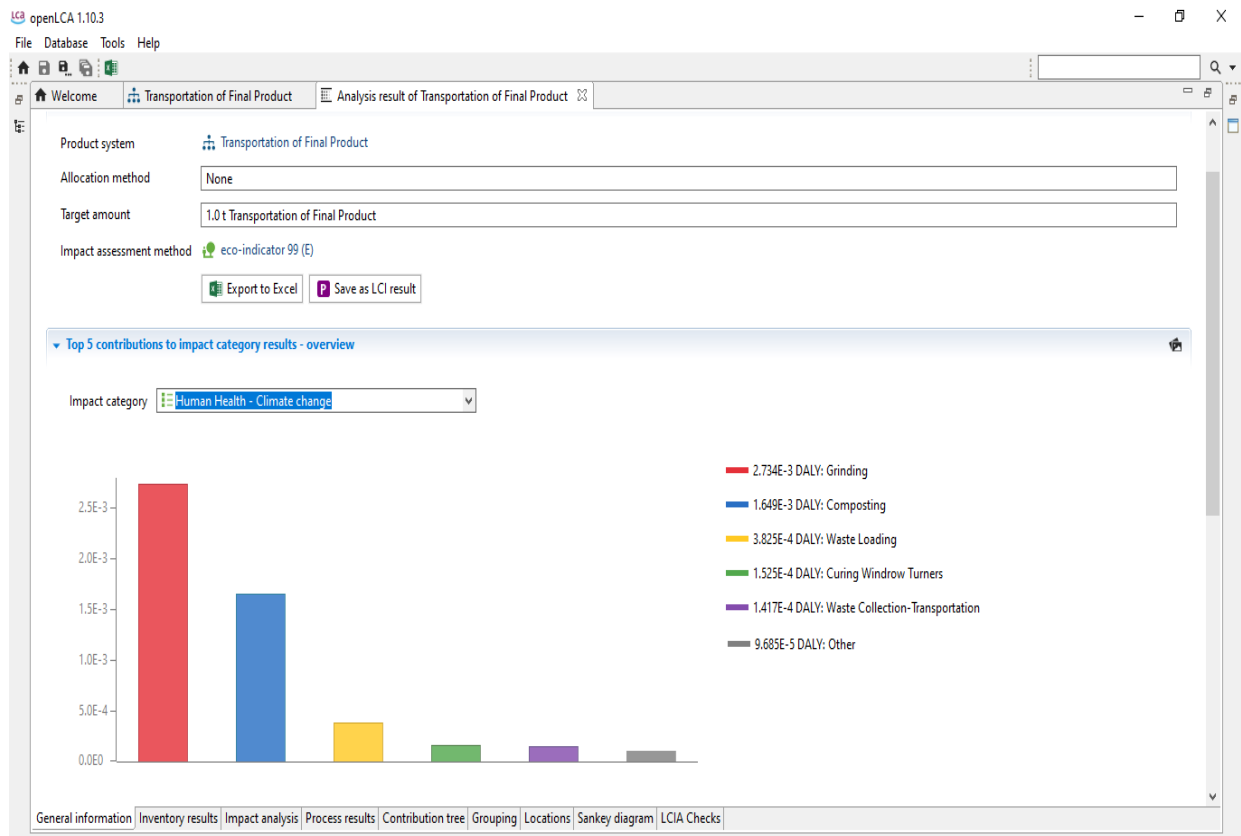 LCa openLCA 1.10.3
File Database Tools Help
Welcome Transportation of Final Product Analysis result of Transportation of Final Product
Product system Transportation of Final Product
Allocation method None
Target amount 1.0 t Transportation of Final Product
Impact assessment method eco-indicator 99 (E)
Export to Excel P Save as LCI result
Top 5 contributions to impact category results - overview
Impact category Human Health - Climate change
2.734E-3 DALY: Grinding
2.5E-3
1.649E-3 DALY: Composting
3.825E-4 DALY: Waste Loading
2.0E-3
1.525E-4 DALY: Curing Windrow Turners
1.5E-3
1.417E-4 DALY: Waste Collection-Transportation
9.685E-5 DALY: Other
1.0E-3
5.0E-4
0.0E0
General information Inventory results Impact analysis Process results Contribution tree Grouping Locations Sankey diagram LCIA Checks